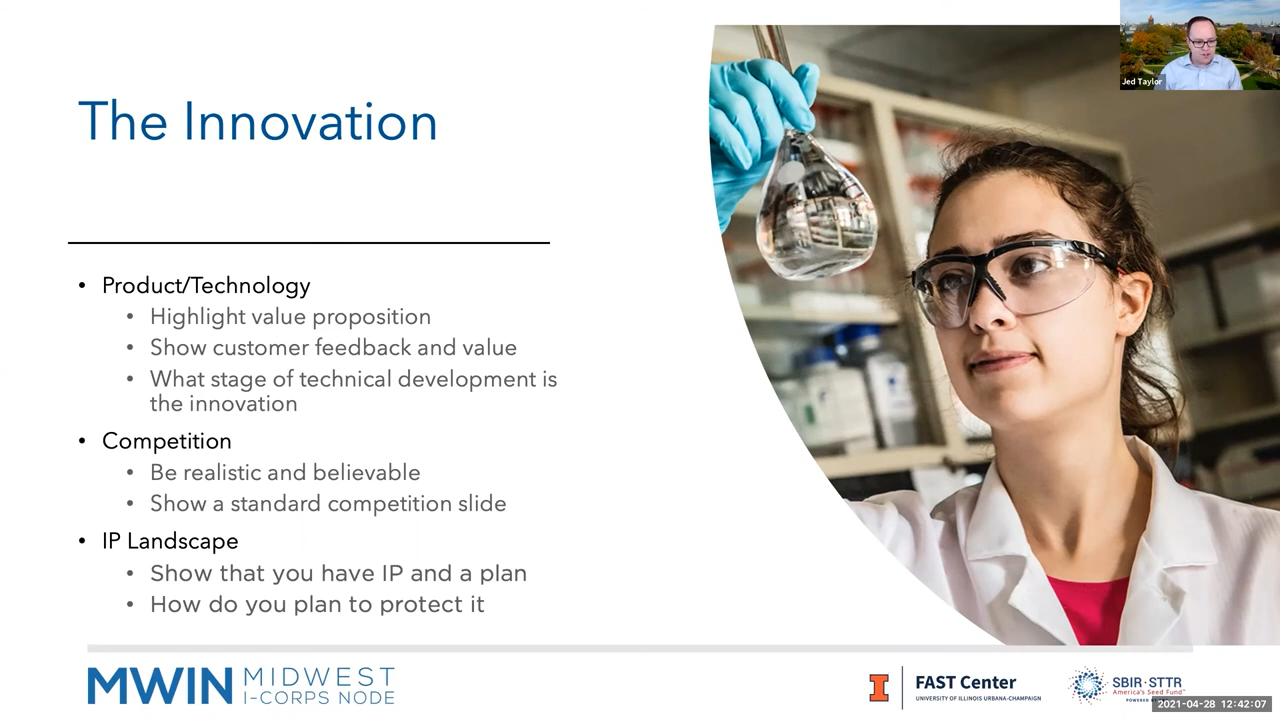 Jed Taylor
The Innovation
• Product/Technology
• Highlight value proposition
• Show customer feedback and value
• What stage of technical development is
the innovation
• Competition
• Be realistic and believable
• Show a standard competition slide
• IP Landscape
• Show that you have IP and a plan
• How do you plan to protect it
MWIN MIDWEST
I-CORPS NODE
I FAST Center
UNIVERSITY OF ILLINOIS URBANA-CHAMPAIGN
SBIR·STTR
America's Seed Fund™
POWERED
2021-04-28 12:42:07